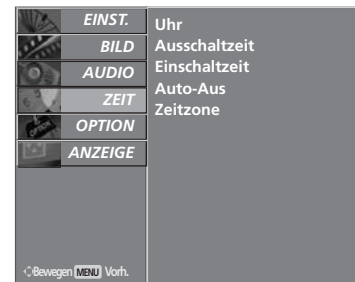 EINST.
BILD
AUDIO
ZEIT
OPTION
ANZEIGE
Uhr
Ausschaltzeit
Einschaltzeit
Auto-Aus
Zeitzone
Bewegen MENU Vorh.